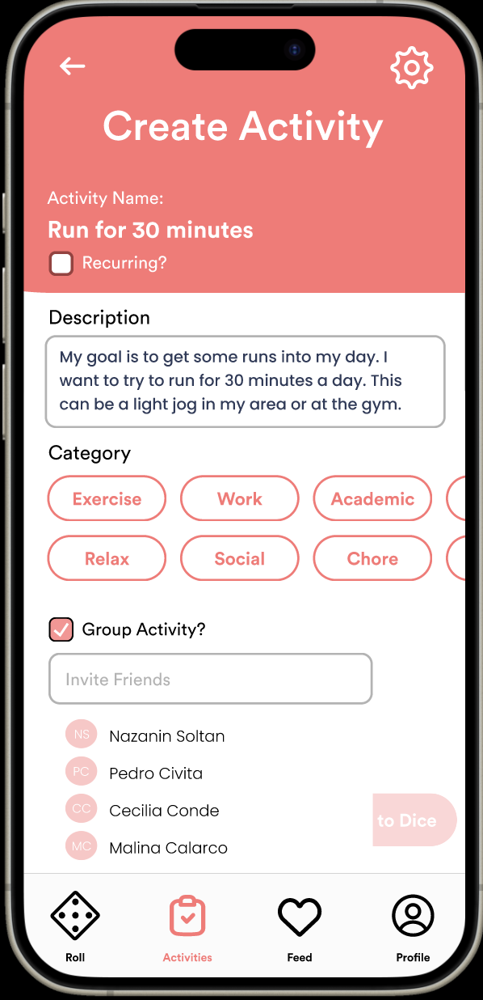 Create Activity
Activity Name:
Run for 30 minutes
Recurring?
Description
My goal is to get some runs into my day. I
want to try to run for 30 minutes a day. This
can be a light jog in my area or at the gym.
Category
Exercise Work Academic
Relax Social Chore
Group Activity?
Invite Friends
NS Nazanin Soltan
PC Pedro Civita
CC Cecilia Conde
to Dice
MC Malina Calarco
Roll Activities Feed Profile